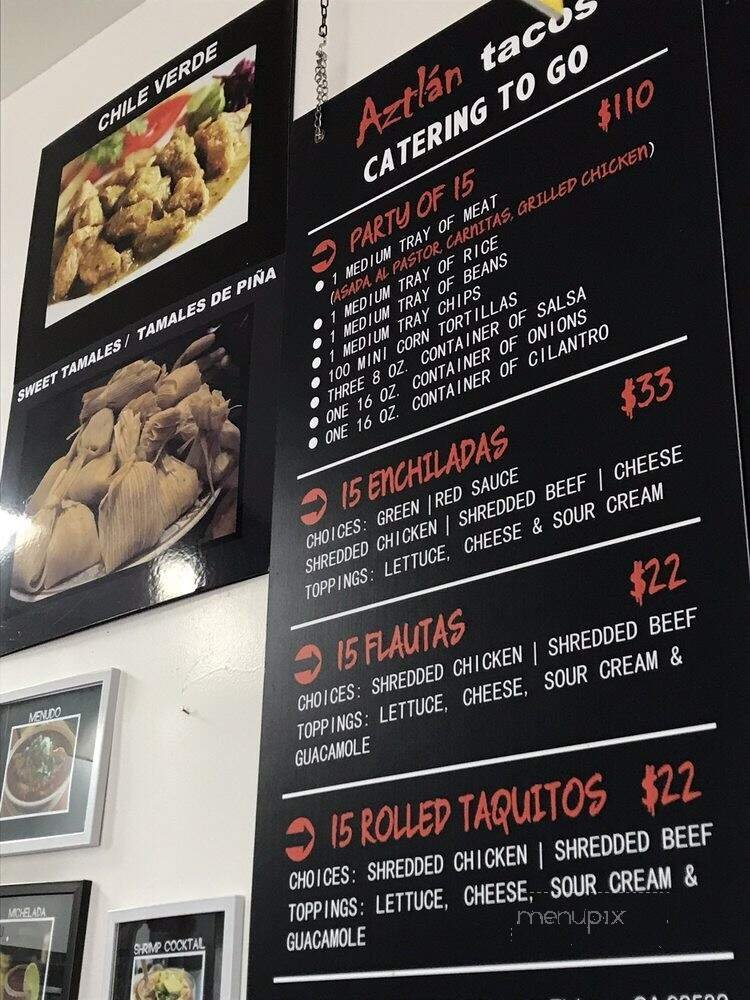 CHILE VERDE
SWEET TAMALES / TAMALES DE PIÑA
MENUDO
MICHELADA
SHRIMP COCKTAIL
Aztlán tacos
CATERING TO GO
PARTY OF 15 $110
1 MEDIUM TRAY OF MEAT
(ASADA, AL PASTOR, CARNITAS, GRILLED CHICKEN)
1 MEDIUM TRAY OF RICE
1 MEDIUM TRAY OF BEANS
1 MEDIUM TRAY CHIPS
100 MINI CORN TORTILLAS
THREE 8 OZ. CONTAINER OF SALSA
ONE 16 OZ. CONTAINER OF ONIONS
ONE 16 OZ. CONTAINER OF CILANTRO
15 ENCHILADAS $33
CHOICES: GREEN | RED SAUCE
SHREDDED CHICKEN | SHREDDED BEEF | CHEESE
TOPPINGS: LETTUCE, CHEESE & SOUR CREAM
15 FLAUTAS $22
CHOICES: SHREDDED CHICKEN | SHREDDED BEEF
TOPPINGS: LETTUCE, CHEESE, SOUR CREAM &
GUACAMOLE
15 ROLLED TAQUITOS $22
CHOICES: SHREDDED CHICKEN | SHREDDED BEEF
TOPPINGS: LETTUCE, CHEESE, SOUR CREAM &
GUACAMOLE
menupix